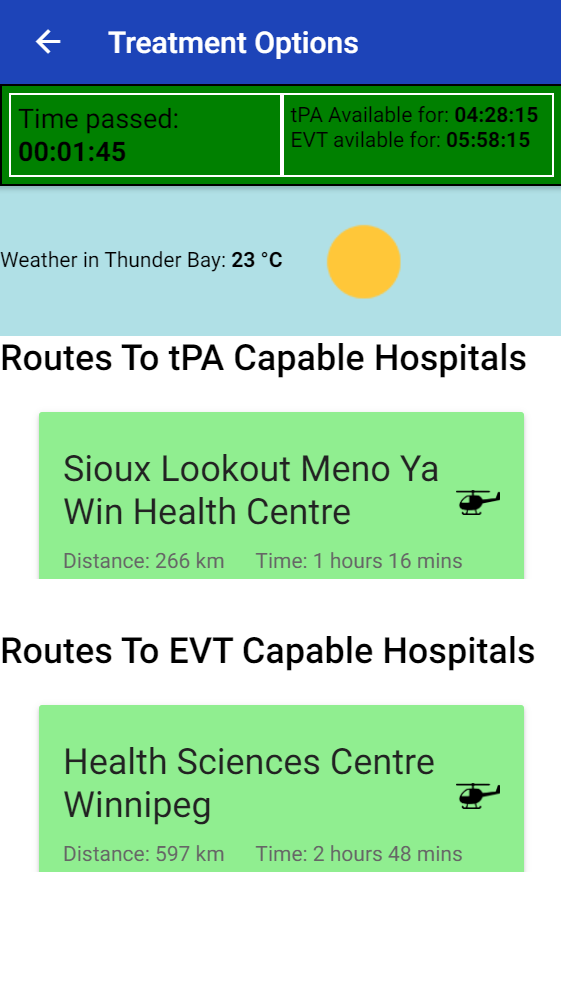 Treatment Options
Time passed:
00:01:45
tPA Available for: 04:28:15
EVT avilable for: 05:58:15
Weather in Thunder Bay: 23 °C
Routes To tPA Capable Hospitals
Sioux Lookout Meno Ya
Win Health Centre
Distance: 266 km Time: 1 hours 16 mins
Routes To EVT Capable Hospitals
Health Sciences Centre
Winnipeg
Distance: 597 km Time: 2 hours 48 mins